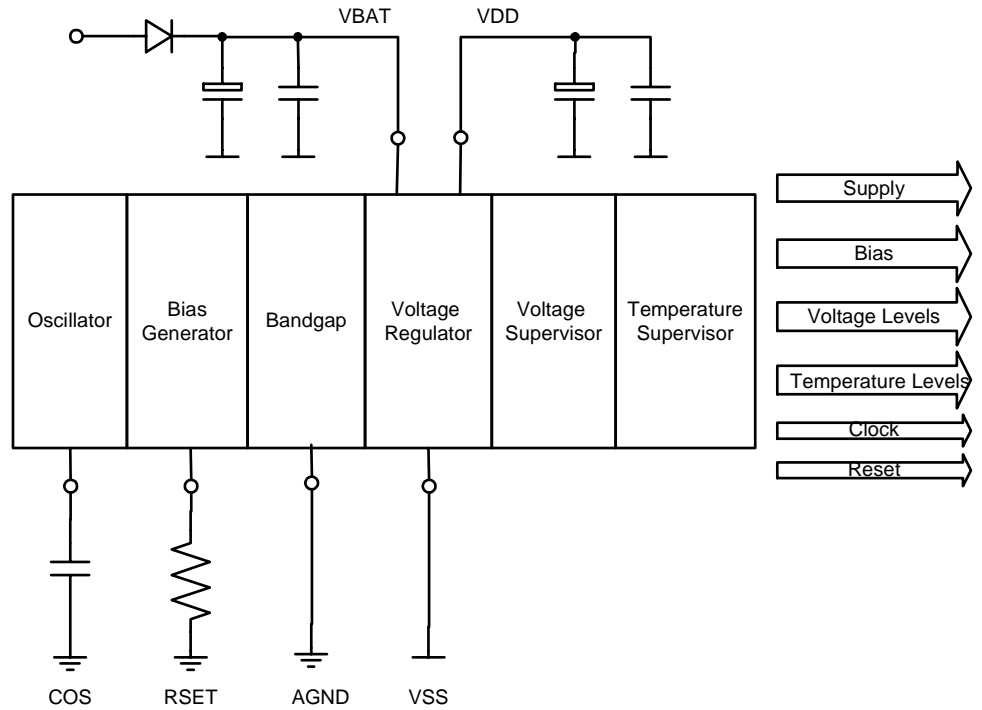 VBAT
VDD
Oscillator
Bias
Generator
Bandgap
Voltage
Regulator
Voltage
Supervisor
Temperature
Supervisor
Supply
Bias
Voltage Levels
Temperature Levels
Clock
Reset
COS
RSET
AGND
VSS